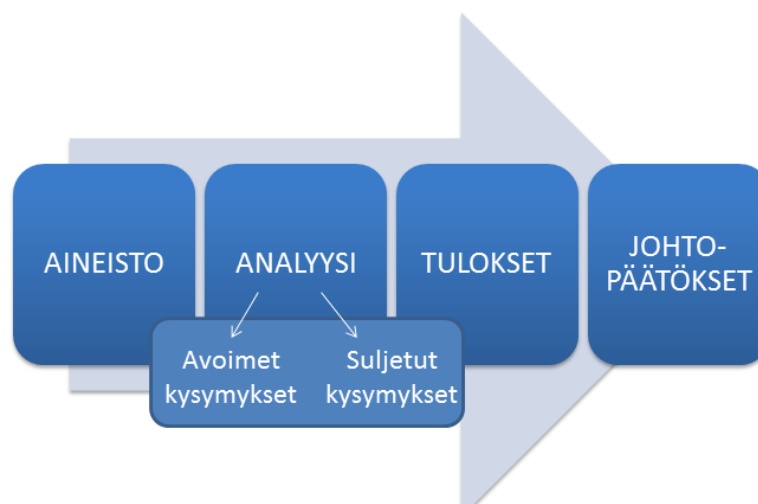 AINEISTO
ANALYYSI
TULOKSET
JOHTO-
PÄÄTÖKSET
Avoimet
kysymykset
Suljetut
kysymykset